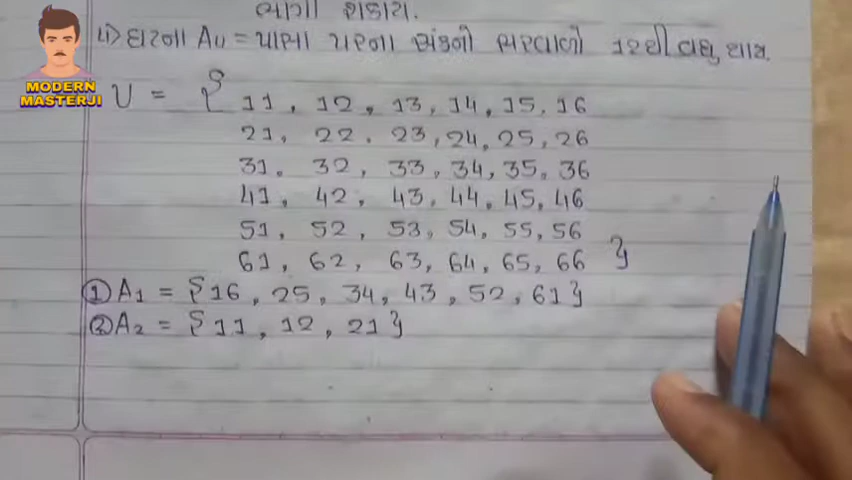 ભાગી શકાય.
4) ઘટના A4 = પાસા પરના અંકનો સરવાળો 12થી વધુ થાય.
MODERN
MASTERJI
U = { 11, 12, 13, 14, 15, 16
21, 22, 23, 24, 25, 26
31, 32, 33, 34, 35, 36
41, 42, 43, 44, 45, 46
51, 52, 53, 54, 55, 56
61, 62, 63, 64, 65, 66 }
① A1 = { 16, 25, 34, 43, 52, 61 }
② A2 = { 11, 12, 21 }